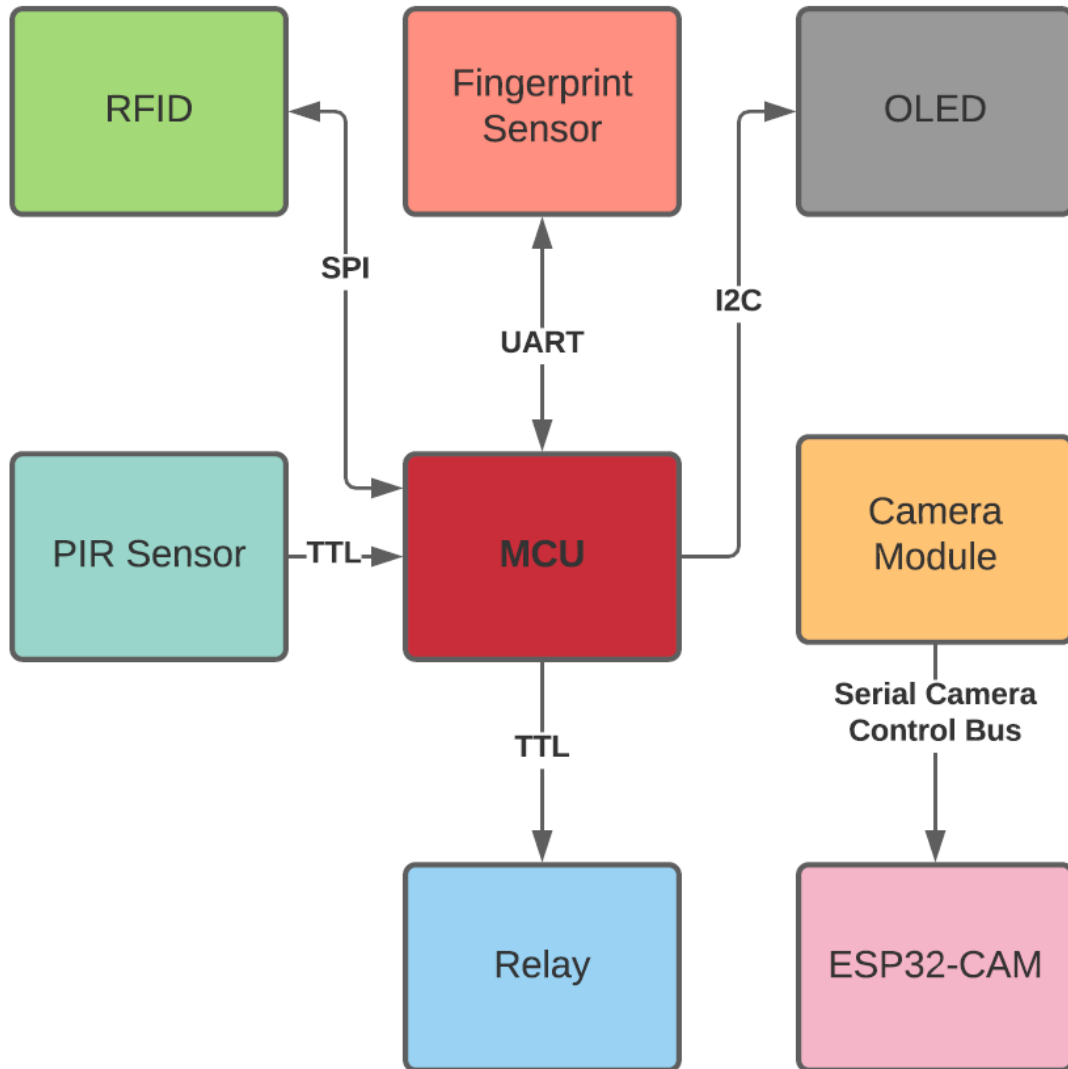 RFID
Fingerprint
Sensor
OLED
SPI
I2C
UART
PIR Sensor
TTL
MCU
Camera
Module
Serial Camera
Control Bus
TTL
Relay
ESP32-CAM